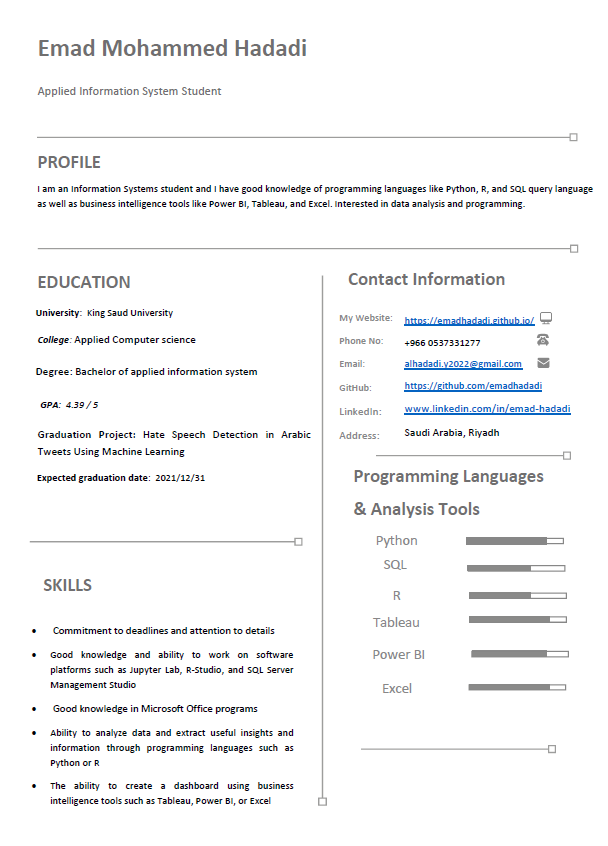 Emad Mohammed Hadadi
Applied Information System Student
PROFILE
I am an Information Systems student and I have good knowledge of programming languages like Python, R, and SQL query language
as well as business intelligence tools like Power BI, Tableau, and Excel. Interested in data analysis and programming.
EDUCATION
University: King Saud University
College: Applied Computer science
Degree: Bachelor of applied information system
GPA: 4.39 / 5
Graduation Project: Hate Speech Detection in Arabic
Tweets Using Machine Learning
Expected graduation date: 2021/12/31
SKILLS
• Commitment to deadlines and attention to details
• Good knowledge and ability to work on software
platforms such as Jupyter Lab, R-Studio, and SQL Server
Management Studio
• Good knowledge in Microsoft Office programs
• Ability to analyze data and extract useful insights and
information through programming languages such as
Python or R
• The ability to create a dashboard using business
intelligence tools such as Tableau, Power BI, or Excel
Contact Information
My Website: https://emadhadadi.github.io/
Phone No: +966 0537331277
Email: alhadadi.y2022@gmail.com
GitHub: https://github.com/emadhadadi
LinkedIn: www.linkedin.com/in/emad-hadadi
Address: Saudi Arabia, Riyadh
Programming Languages
& Analysis Tools
Python
SQL
R
Tableau
Power BI
Excel